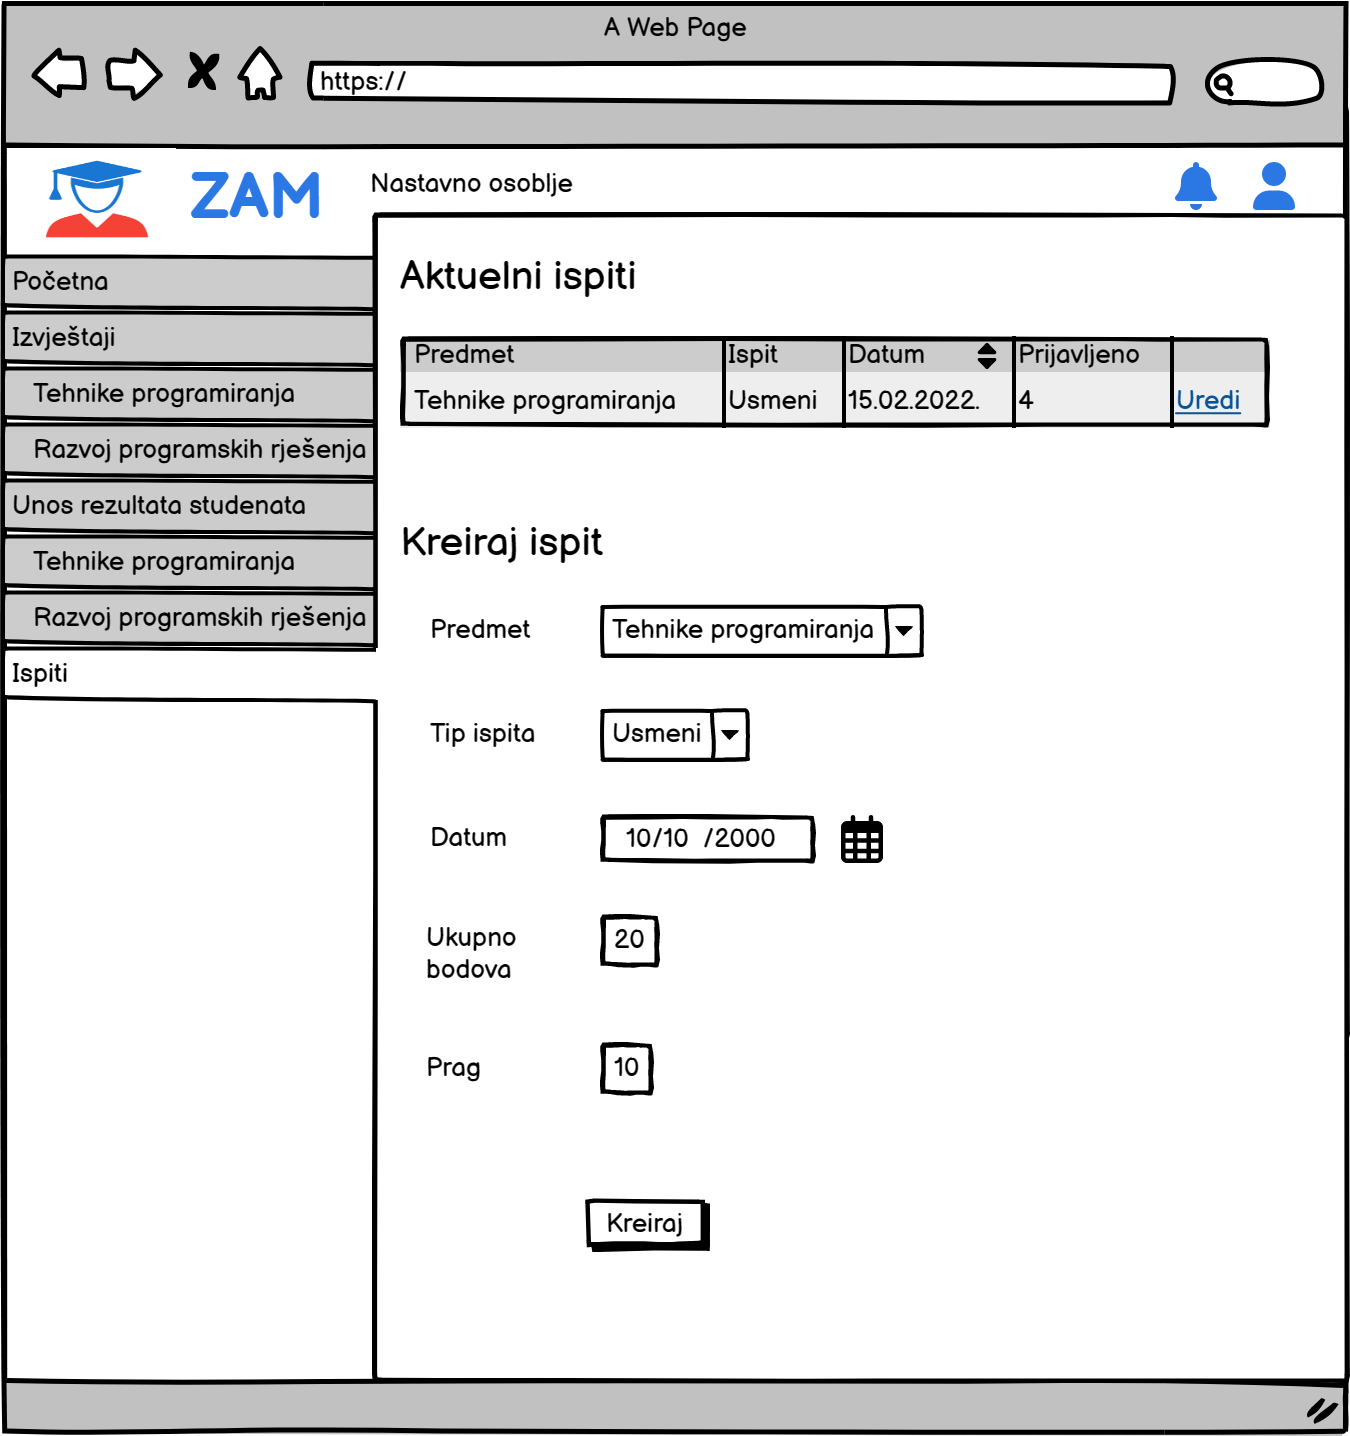 A Web Page
https://
ZAM
Nastavno osoblje
Početna
Izvještaji
Tehnike programiranja
Razvoj programskih rješenja
Unos rezultata studenata
Tehnike programiranja
Razvoj programskih rješenja
Ispiti
Aktuelni ispiti
Predmet Ispit Datum Prijavljeno
Tehnike programiranja Usmeni 15.02.2022. 4 Uredi
Kreiraj ispit
Predmet Tehnike programiranja
Tip ispita Usmeni
Datum 10/10 /2000
Ukupno 20
bodova
Prag 10
Kreiraj